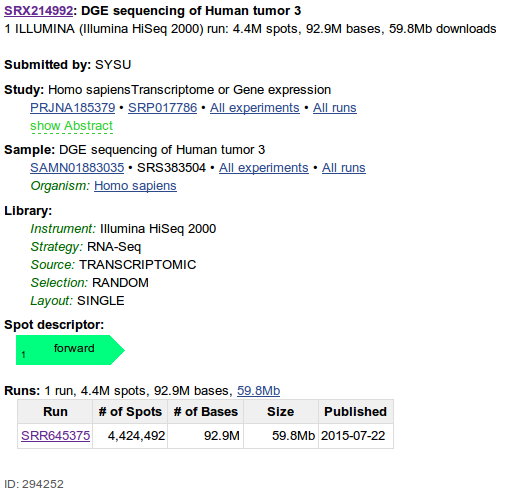 SRX214992: DGE sequencing of Human tumor 3
1 ILLUMINA (Illumina HiSeq 2000) run: 4.4M spots, 92.9M bases, 59.8Mb downloads
Submitted by: SYSU
Study: Homo sapiensTranscriptome or Gene expression
PRJNA185379 • SRP017786 • All experiments • All runs
show Abstract
Sample: DGE sequencing of Human tumor 3
SAMN01883035 • SRS383504 • All experiments • All runs
Organism: Homo sapiens
Library:
Instrument: Illumina HiSeq 2000
Strategy: RNA-Seq
Source: TRANSCRIPTOMIC
Selection: RANDOM
Layout: SINGLE
Spot descriptor:
forward
1
Runs: 1 run, 4.4M spots, 92.9M bases, 59.8Mb
Run # of Spots # of Bases Size Published
SRR645375 4,424,492 92.9M 59.8Mb 2015-07-22
ID: 294252